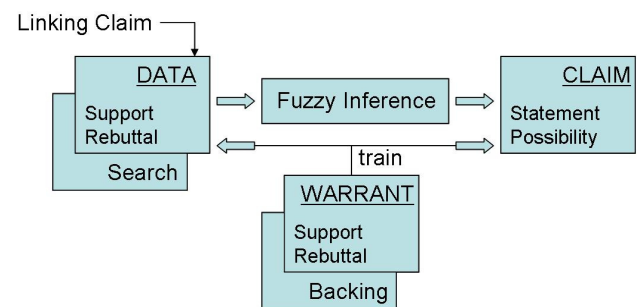 Linking Claim
DATA
Support
Rebuttal
Search
Fuzzy Inference
CLAIM
Statement
Possibility
train
WARRANT
Support
Rebuttal
Backing